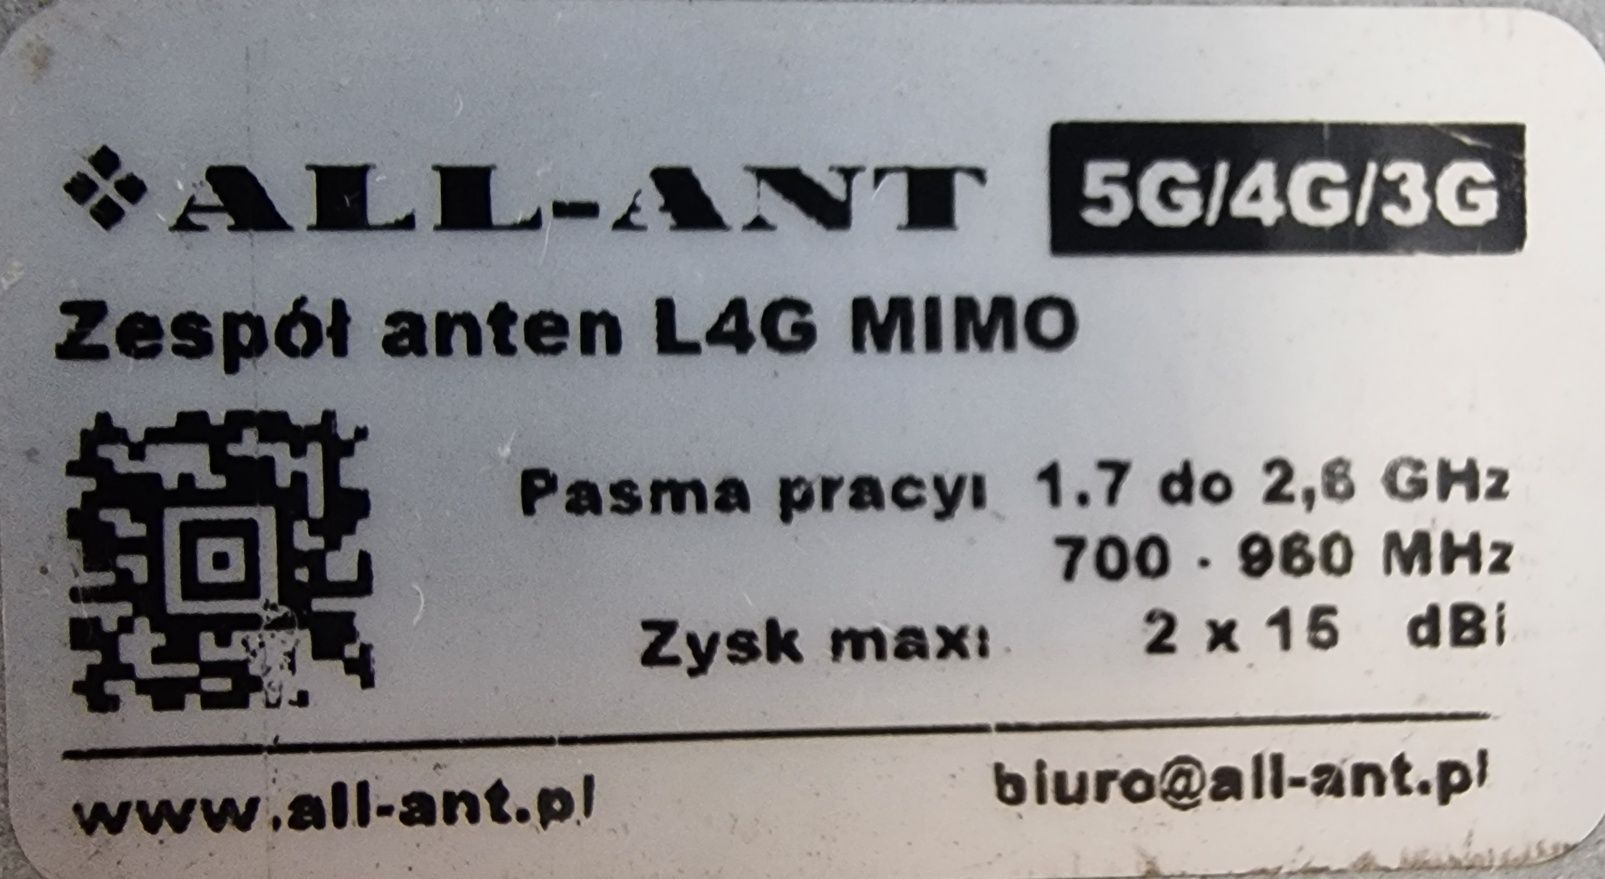 ALL-ANT 5G/4G/3G
Zespół anten L4G MIMO
Pasma pracy: 1.7 do 2,6 GHz
700 - 960 MHz
Zysk max: 2 x 15 dBi
www.all-ant.pl biuro@all-ant.pl